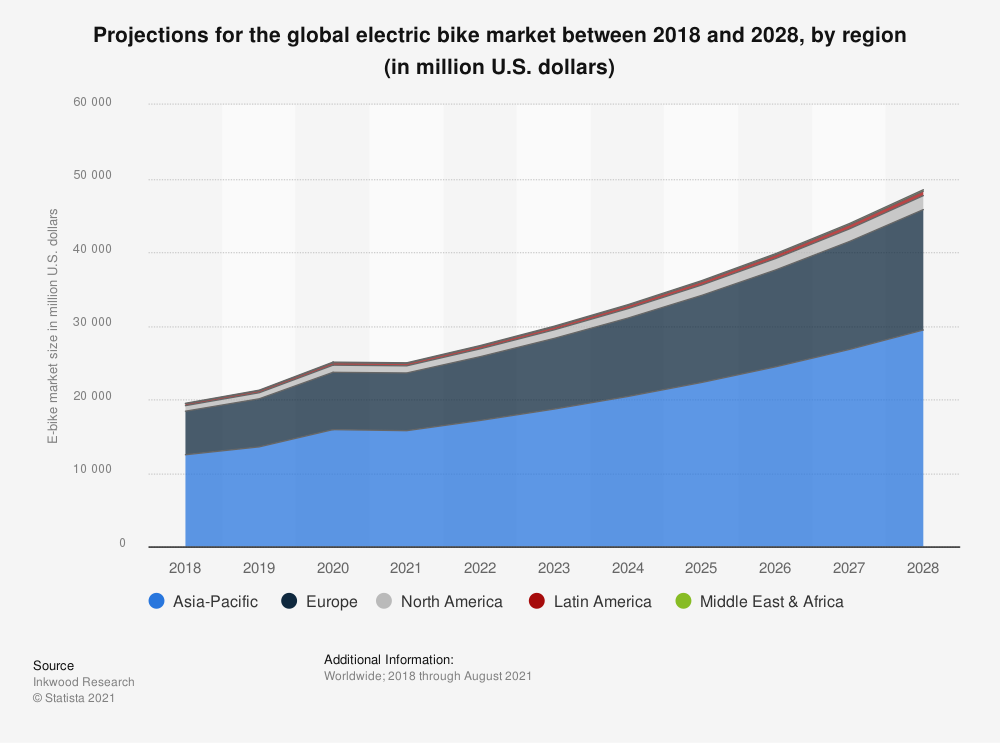 Projections for the global electric bike market between 2018 and 2028, by region
(in million U.S. dollars)
E-bike market size in million U.S. dollars
60 000
50 000
40 000
30 000
20 000
10 000
0
2018 2019 2020 2021 2022 2023 2024 2025 2026 2027 2028
Asia-Pacific Europe North America Latin America Middle East & Africa
Source
Inkwood Research
© Statista 2021
Additional Information:
Worldwide; 2018 through August 2021